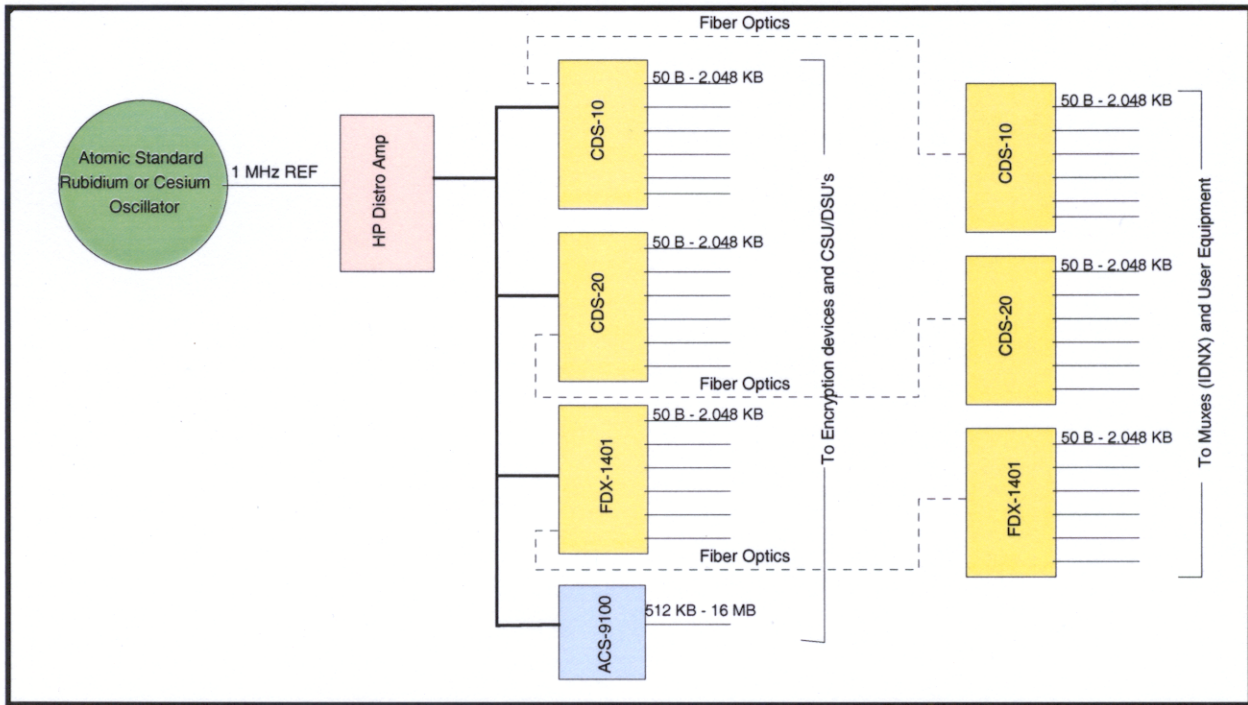 Fiber Optics
Atomic Standard
Rubidium or Cesium
Oscillator
1 MHz REF
HP Distro Amp
CDS-10
50 B - 2.048 KB
CDS-20
50 B - 2.048 KB
Fiber Optics
FDX-1401
50 B - 2.048 KB
Fiber Optics
ACS-9100
512 KB - 16 MB
To Encryption devices and CSU/DSU's
CDS-10
50 B - 2.048 KB
CDS-20
50 B - 2.048 KB
FDX-1401
50 B - 2.048 KB
To Muxes (IDNX) and User Equipment